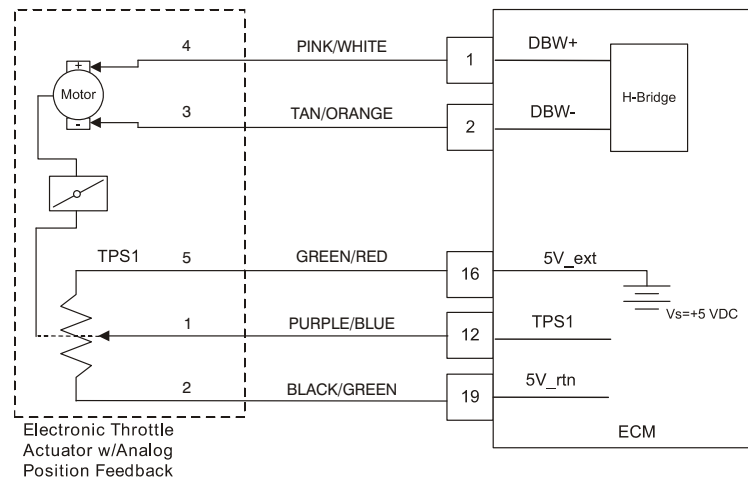 4 PINK/WHITE 1 DBW+
+
Motor
-
H-Bridge
3 TAN/ORANGE 2 DBW-
TPS1 5 GREEN/RED 16 5V_ext
Vs=+5 VDC
1 PURPLE/BLUE 12 TPS1
2 BLACK/GREEN 19 5V_rtn
ECM
Electronic Throttle
Actuator w/Analog
Position Feedback